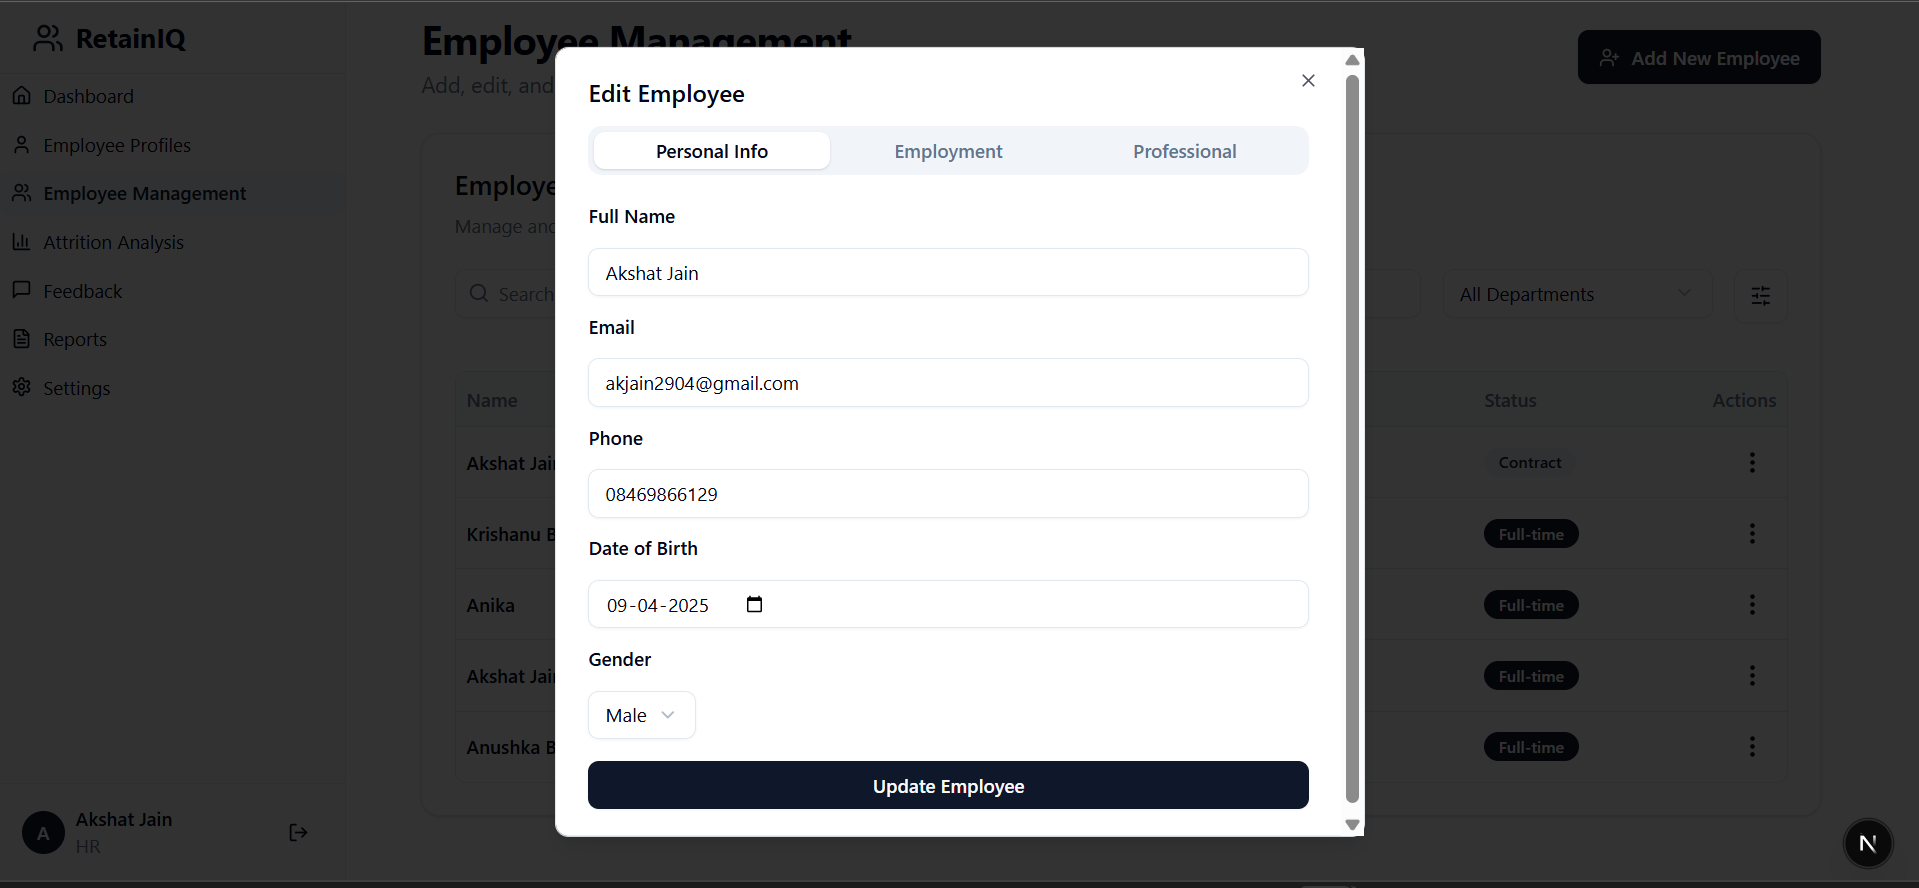 RetainIQ
Dashboard
Employee Profiles
Employee Management
Attrition Analysis
Feedback
Reports
Settings
Akshat Jain
HR
A
Employee Management
Add, edit, and
Add New Employee
Manage and
Search
All Departments
Name
Status
Actions
Akshat Jai
Contract
Krishanu B
Full-time
Anika
Full-time
Akshat Jai
Full-time
Anushka B
Full-time
Edit Employee
Personal Info
Employment
Professional
Full Name
Akshat Jain
Email
akjain2904@gmail.com
Phone
08469866129
Date of Birth
09-04-2025
Gender
Male
Update Employee
N